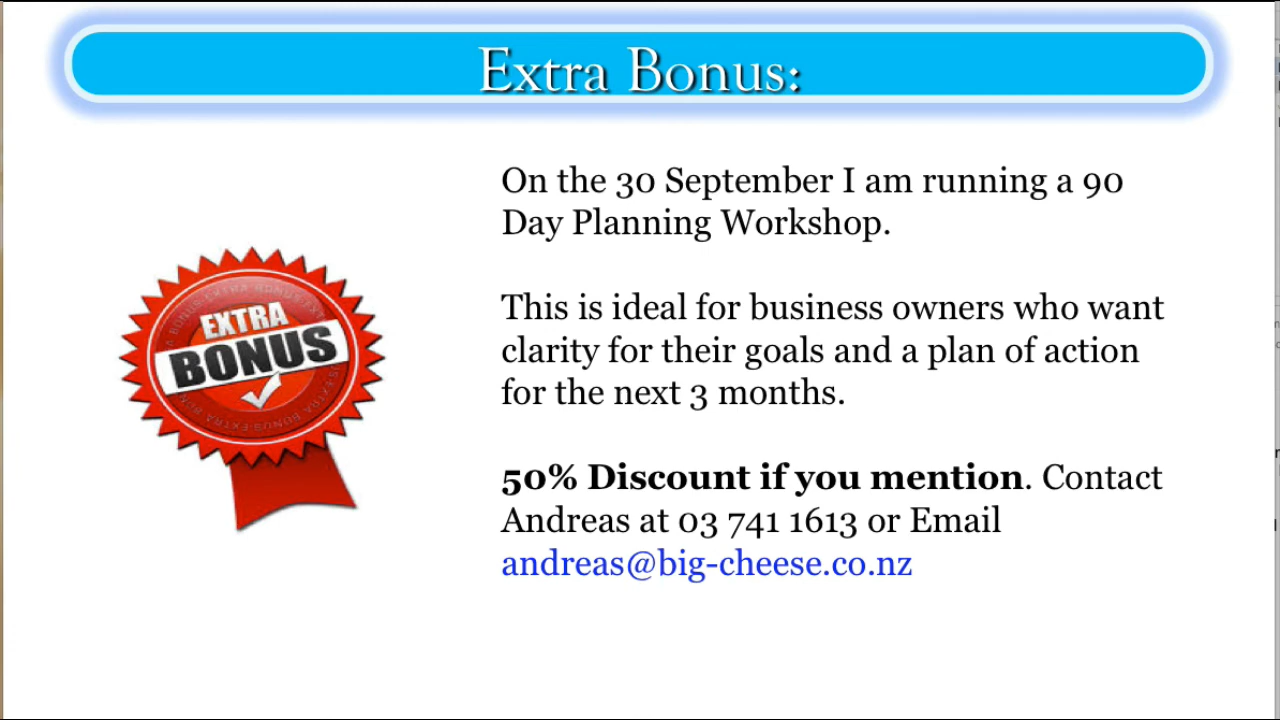 Extra Bonus:
On the 30 September I am running a 90
Day Planning Workshop.
This is ideal for business owners who want
clarity for their goals and a plan of action
for the next 3 months.
50% Discount if you mention. Contact
Andreas at 03 741 1613 or Email
andreas@big-cheese.co.nz
EXTRA
BONUS